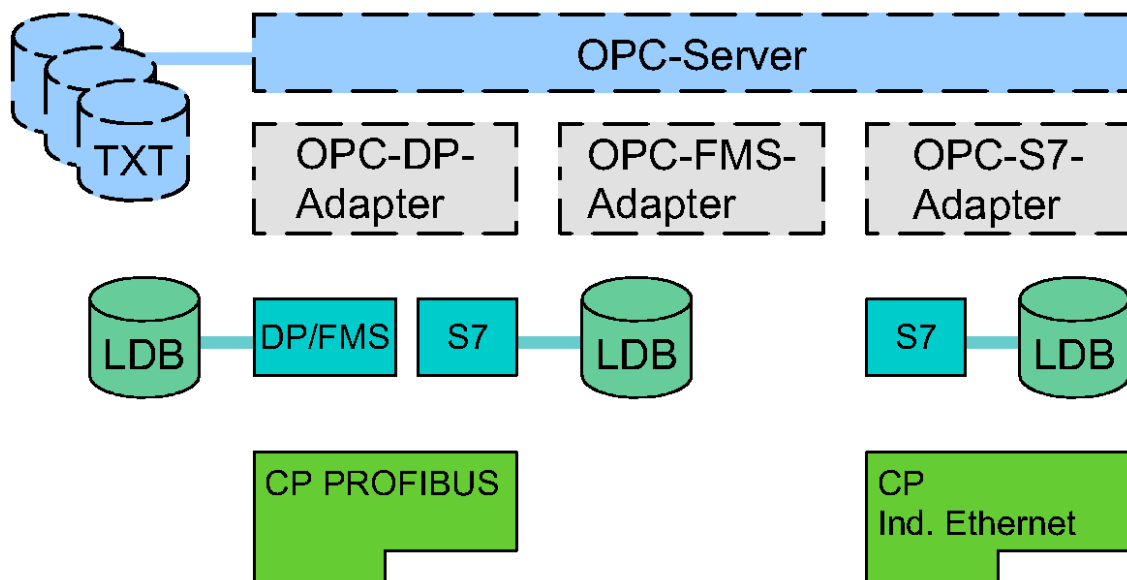 OPC-Server
TXT
OPC-DP-
Adapter
OPC-FMS-
Adapter
OPC-S7-
Adapter
LDB
DP/FMS
S7
LDB
S7
LDB
CP PROFIBUS
CP
Ind. Ethernet